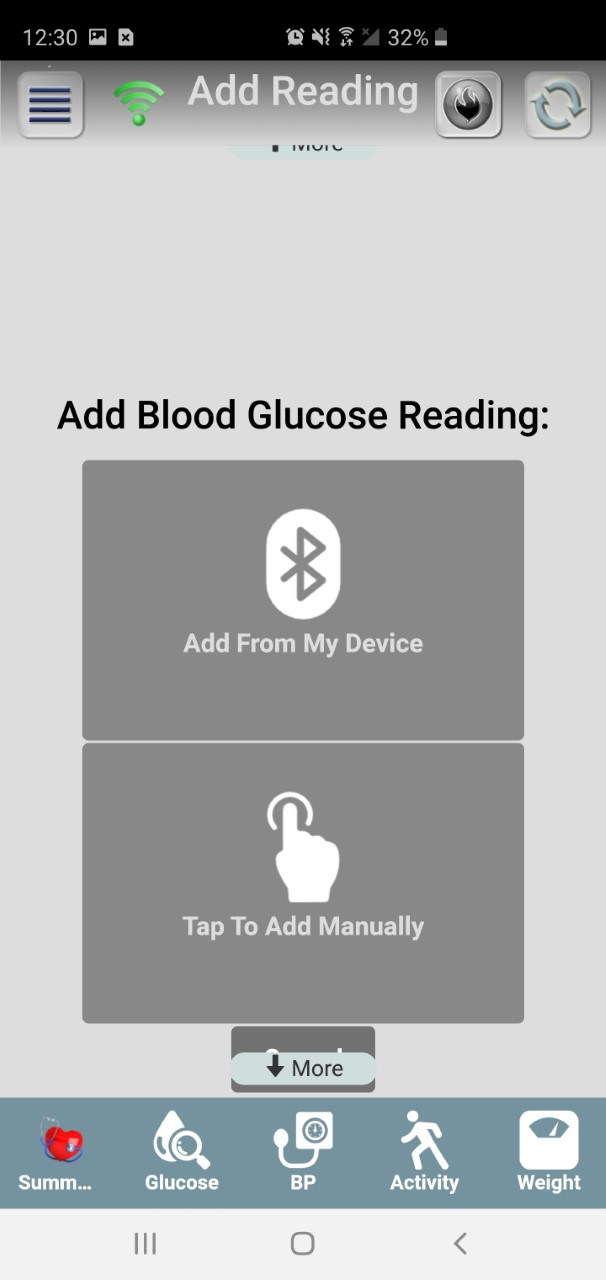 12:30 32%
Add Reading
More
Add Blood Glucose Reading:
Add From My Device
Tap To Add Manually
More
Summ... Glucose BP Activity Weight